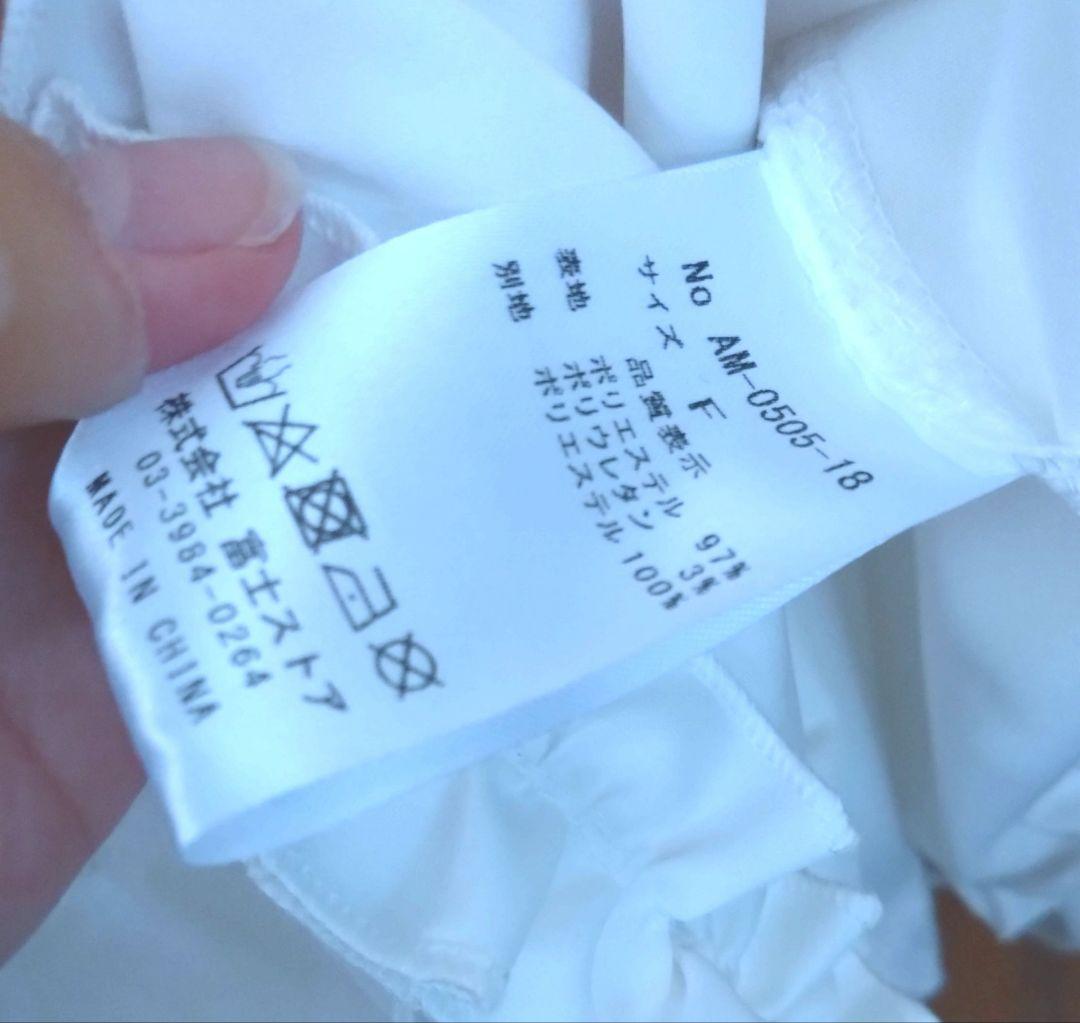 No AM-0505-18
サイズ F
品質表示
表地 ポリエステル 97%
ポリウレタン 3%
別地 ポリエステル 100%
株式会社 富士ストア
03-3984-0264
MADE IN CHINA